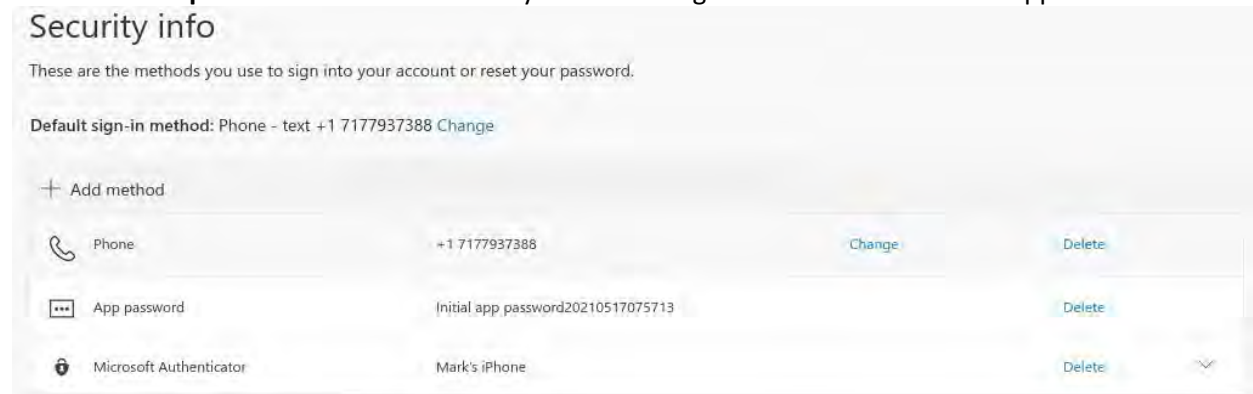 Security info
These are the methods you use to sign into your account or reset your password.
Default sign-in method: Phone - text +1 7177937388 Change
+ Add method
Phone +1 7177937388 Change Delete
App password Initial app password20210517075713 Delete
Microsoft Authenticator Mark's iPhone Delete